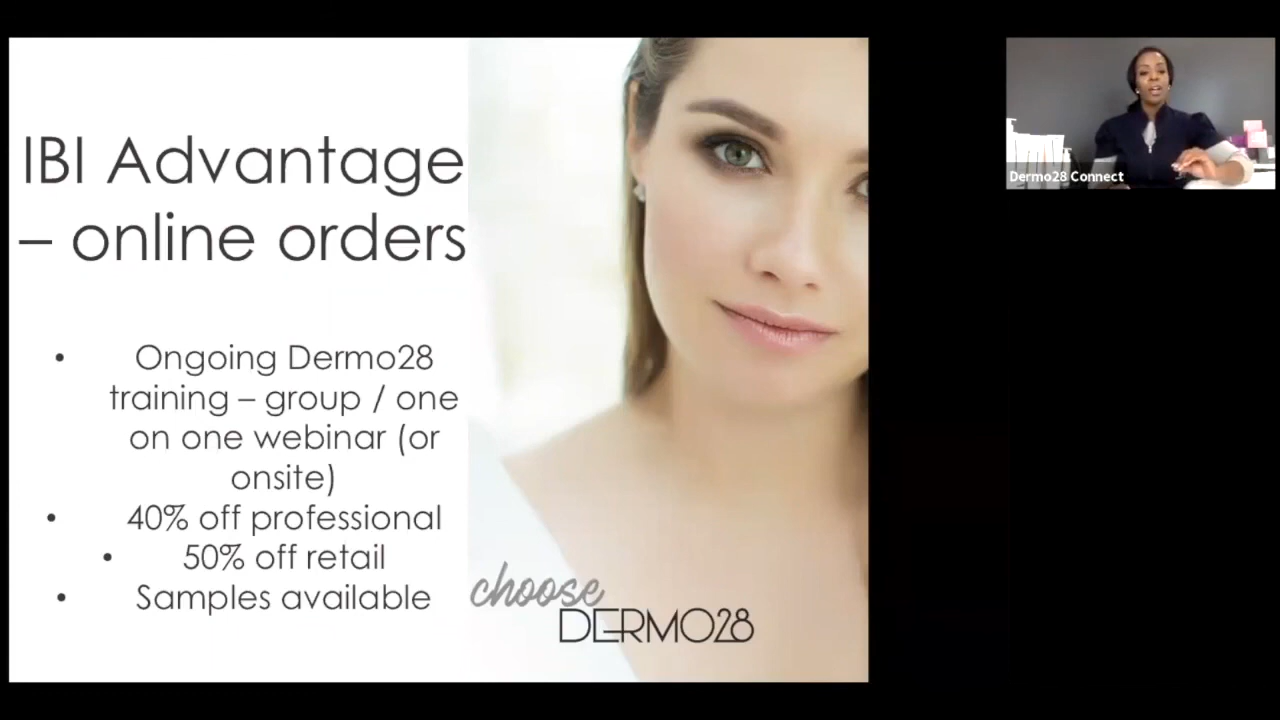 IBI Advantage
– online orders
• Ongoing Dermo28
training – group / one
on one webinar (or
onsite)
• 40% off professional
• 50% off retail
• Samples available
choose
DERMO28
Dermo28 Connect